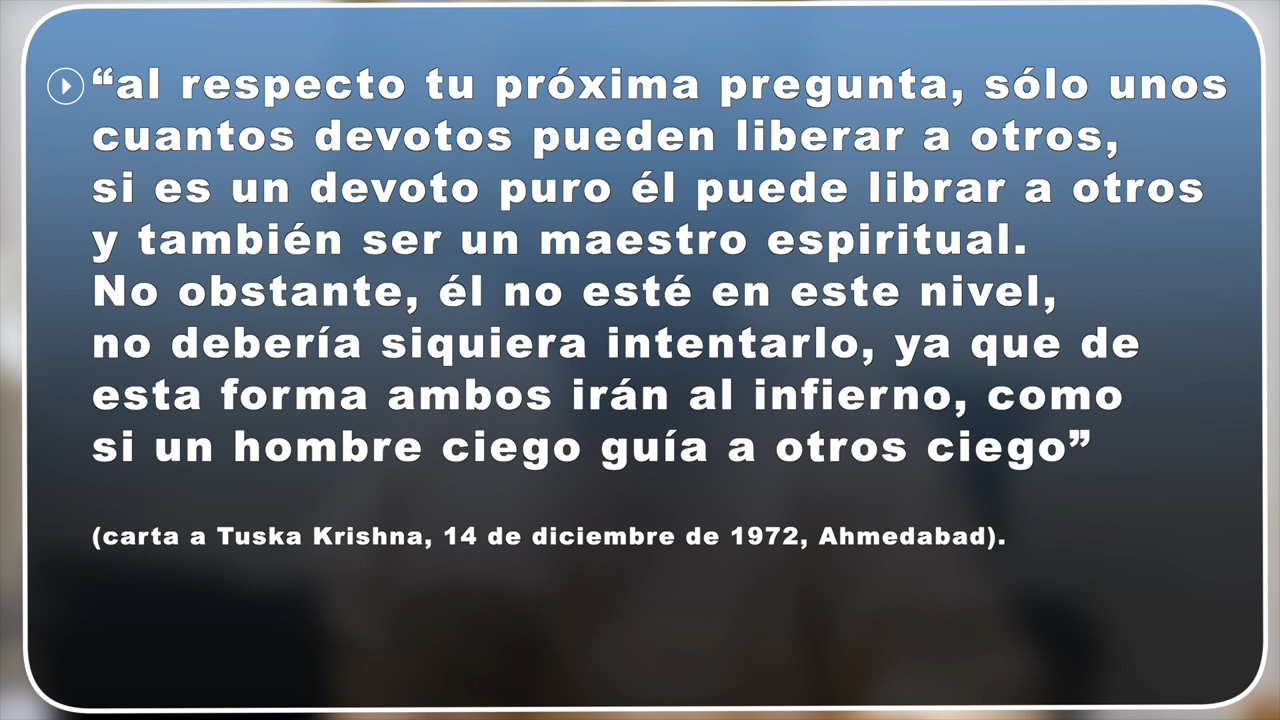 “al respecto tu próxima pregunta, sólo unos
cuantos devotos pueden liberar a otros,
si es un devoto puro él puede librar a otros
y también ser un maestro espiritual.
No obstante, él no esté en este nivel,
no debería siquiera intentarlo, ya que de
esta forma ambos irán al infierno, como
si un hombre ciego guía a otros ciego”
(carta a Tuska Krishna, 14 de diciembre de 1972, Ahmedabad).